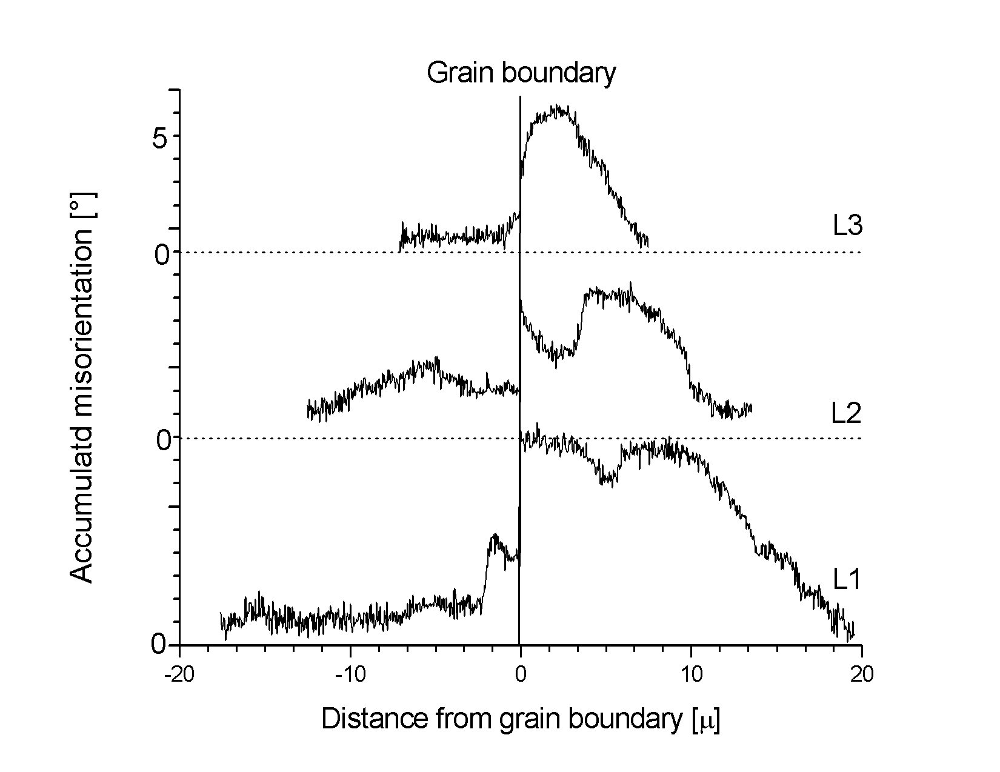 Grain boundary
5
L3
0
L2
0
L1
0
-20 -10 0 10 20
Accumulatd misorientation [°]
Distance from grain boundary [μ]